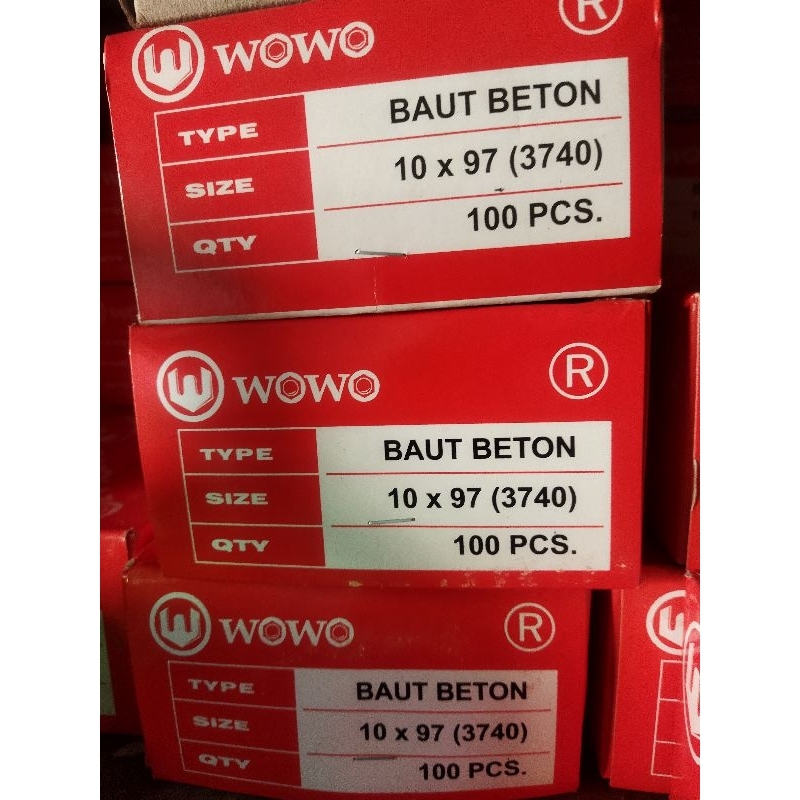 WOWO ®
TYPE BAUT BETON
SIZE 10 x 97 (3740)
QTY 100 PCS.
WOWO ®
TYPE BAUT BETON
SIZE 10 x 97 (3740)
QTY 100 PCS.
WOWO ®
TYPE BAUT BETON
SIZE 10 x 97 (3740)
QTY 100 PCS.